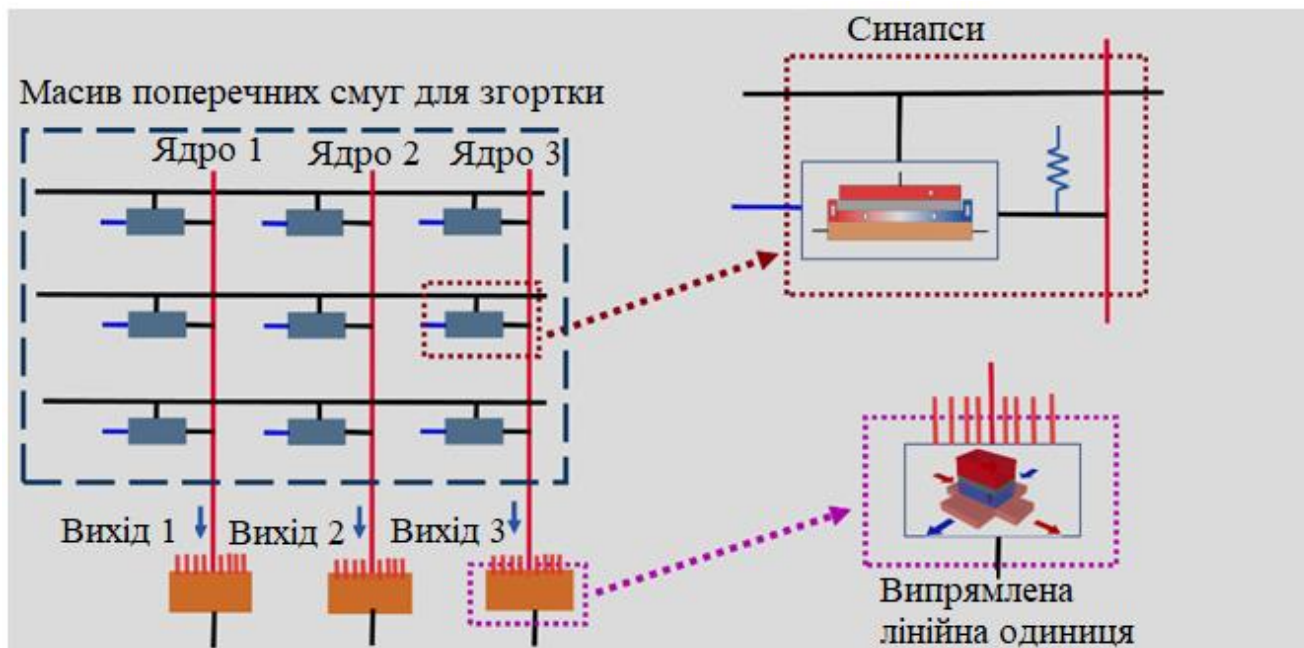 Синапси
Масив поперечних смуг для згортки
Ядро 1 Ядро 2 Ядро 3
Вихід 1 Вихід 2 Вихід 3
Випрямлена
лінійна одиниця